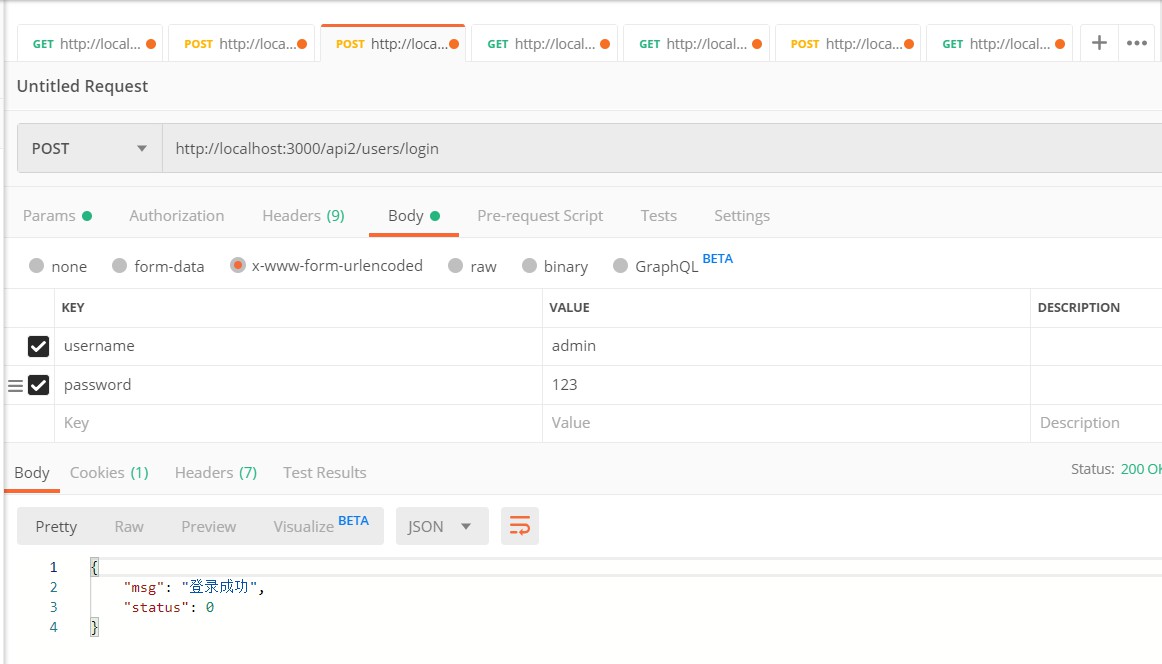 GET http://local... POST http://loca... POST http://loca... GET http://local... GET http://local... POST http://loca... GET http://local... + •••
Untitled Request
POST http://localhost:3000/api2/users/login
Params Authorization Headers (9) Body Pre-request Script Tests Settings
none form-data x-www-form-urlencoded raw binary GraphQL BETA
KEY VALUE DESCRIPTION
username admin
password 123
Key Value Description
Body Cookies (1) Headers (7) Test Results Status: 200 OK
Pretty Raw Preview Visualize BETA JSON
1 {
2 "msg": "登录成功",
3 "status": 0
4 }